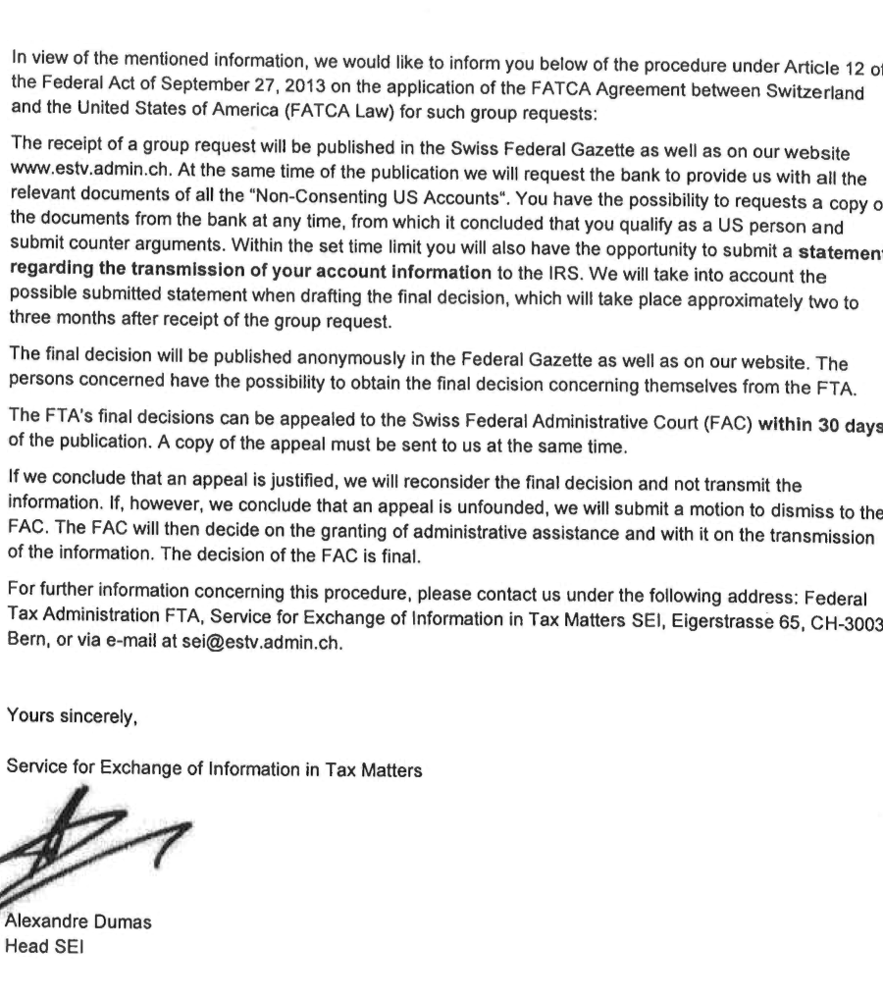 In view of the mentioned information, we would like to inform you below of the procedure under Article 12 of
the Federal Act of September 27, 2013 on the application of the FATCA Agreement between Switzerland
and the United States of America (FATCA Law) for such group requests:
The receipt of a group request will be published in the Swiss Federal Gazette as well as on our website
www.estv.admin.ch. At the same time of the publication we will request the bank to provide us with all the
relevant documents of all the "Non-Consenting US Accounts“. You have the possibility to requests a copy o
the documents from the bank at any time, from which it concluded that you qualify as a US person and
submit counter arguments. Within the set time limit you will also have the opportunity to submit a statement
regarding the transmission of your account information to the IRS. We will take into account the
possible submitted statement when drafting the final decision, which will take place approximately two to
three months after receipt of the group request.
The final decision will be published anonymously in the Federal Gazette as well as on our website. The
persons concerned have the possibility to obtain the final decision concerning themselves from the FTA.
The FTA's final decisions can be appealed to the Swiss Federal Administrative Court (FAC) within 30 days
of the publication. A copy of the appeal must be sent to us at the same time.
If we conclude that an appeal is justified, we will reconsider the final decision and not transmit the
information. If, however, we conclude that an appeal is unfounded, we will submit a motion to dismiss to the
FAC. The FAC will then decide on the granting of administrative assistance and with it on the transmission
of the information. The decision of the FAC is final.
For further information concerning this procedure, please contact us under the following address: Federal
Tax Administration FTA, Service for Exchange of Information in Tax Matters SEI, Eigerstrasse 65, CH-3003
Bern, or via e-mail at sei@estv.admin.ch.
Yours sincerely,
Service for Exchange of Information in Tax Matters
Alexandre Dumas
Head SEI